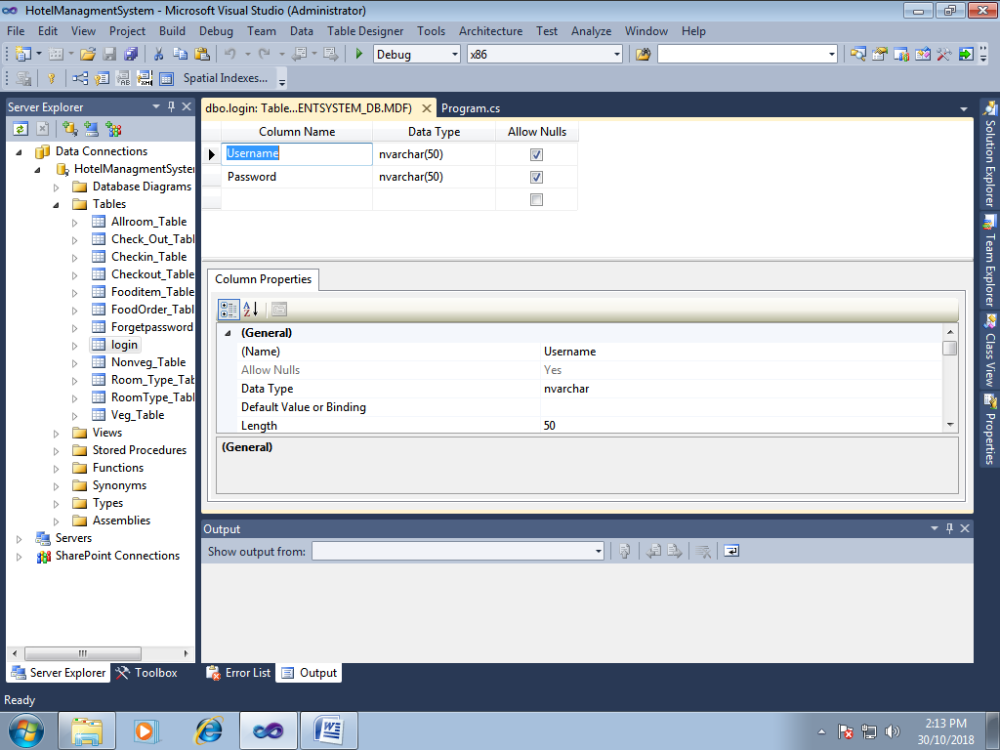 HotelManagmentSystem - Microsoft Visual Studio (Administrator)
File Edit View Project Build Debug Team Data Table Designer Tools Architecture Test Analyze Window Help
Debug x86
Spatial Indexes...
Server Explorer
Data Connections
HotelManagmentSyste
Database Diagrams
Tables
Allroom_Table
Check_Out_Tabl
Checkin_Table
Checkout_Table
Fooditem_Table
FoodOrder_Tabl
Forgetpassword
login
Nonveg_Table
Room_Type_Tab
RoomType_Tabl
Veg_Table
Views
Stored Procedures
Functions
Synonyms
Types
Assemblies
Servers
SharePoint Connections
Server Explorer Toolbox
dbo.login: Table...ENTSYSTEM_DB.MDF) Program.cs
Column Name Data Type Allow Nulls
Username nvarchar(50)
Password nvarchar(50)
Column Properties
(General)
(Name) Username
Allow Nulls Yes
Data Type nvarchar
Default Value or Binding
Length 50
(General)
Output
Show output from:
Error List Output
Solution Explorer
Team Explorer
Class View
Properties
Ready
2:13 PM
30/10/2018